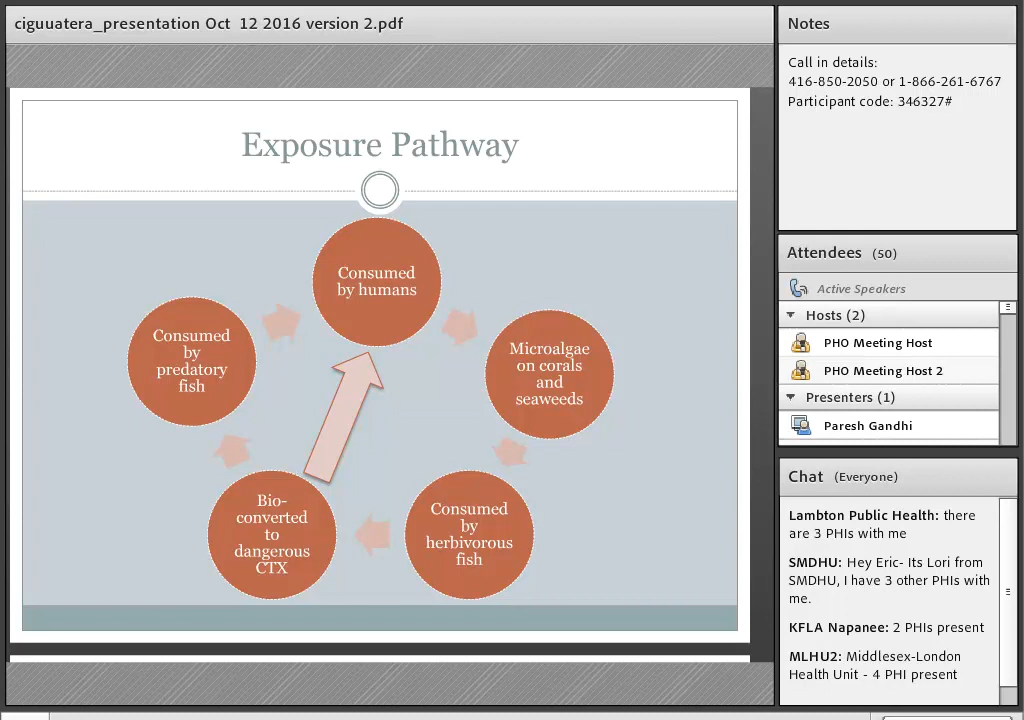 ciguuatera_presentation Oct  12 2016 version 2.pdf
Exposure Pathway
Consumed
by humans
Microalgae
on corals
and
seaweeds
Consumed
by
herbivorous
fish
Bio-
converted
to
dangerous
CTX
Consumed
by
predatory
fish
Notes
Call in details:
416-850-2050 or 1-866-261-6767
Participant code: 346327#
Attendees (50)
Active Speakers
Hosts (2)
PHO Meeting Host
PHO Meeting Host 2
Presenters (1)
Paresh Gandhi
Chat (Everyone)
Lambton Public Health: there
are 3 PHIs with me
SMDHU: Hey Eric- Its Lori from
SMDHU, I have 3 other PHIs with
me.
KFLA Napanee: 2 PHIs present
MLHU2: Middlesex-London
Health Unit - 4 PHI present